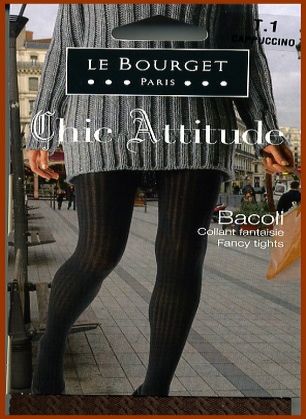 T.1
CAPPUCCINO
LE BOURGET
PARIS
Chic Attitude
Bacoli
Collant fantaisie
Fancy tights